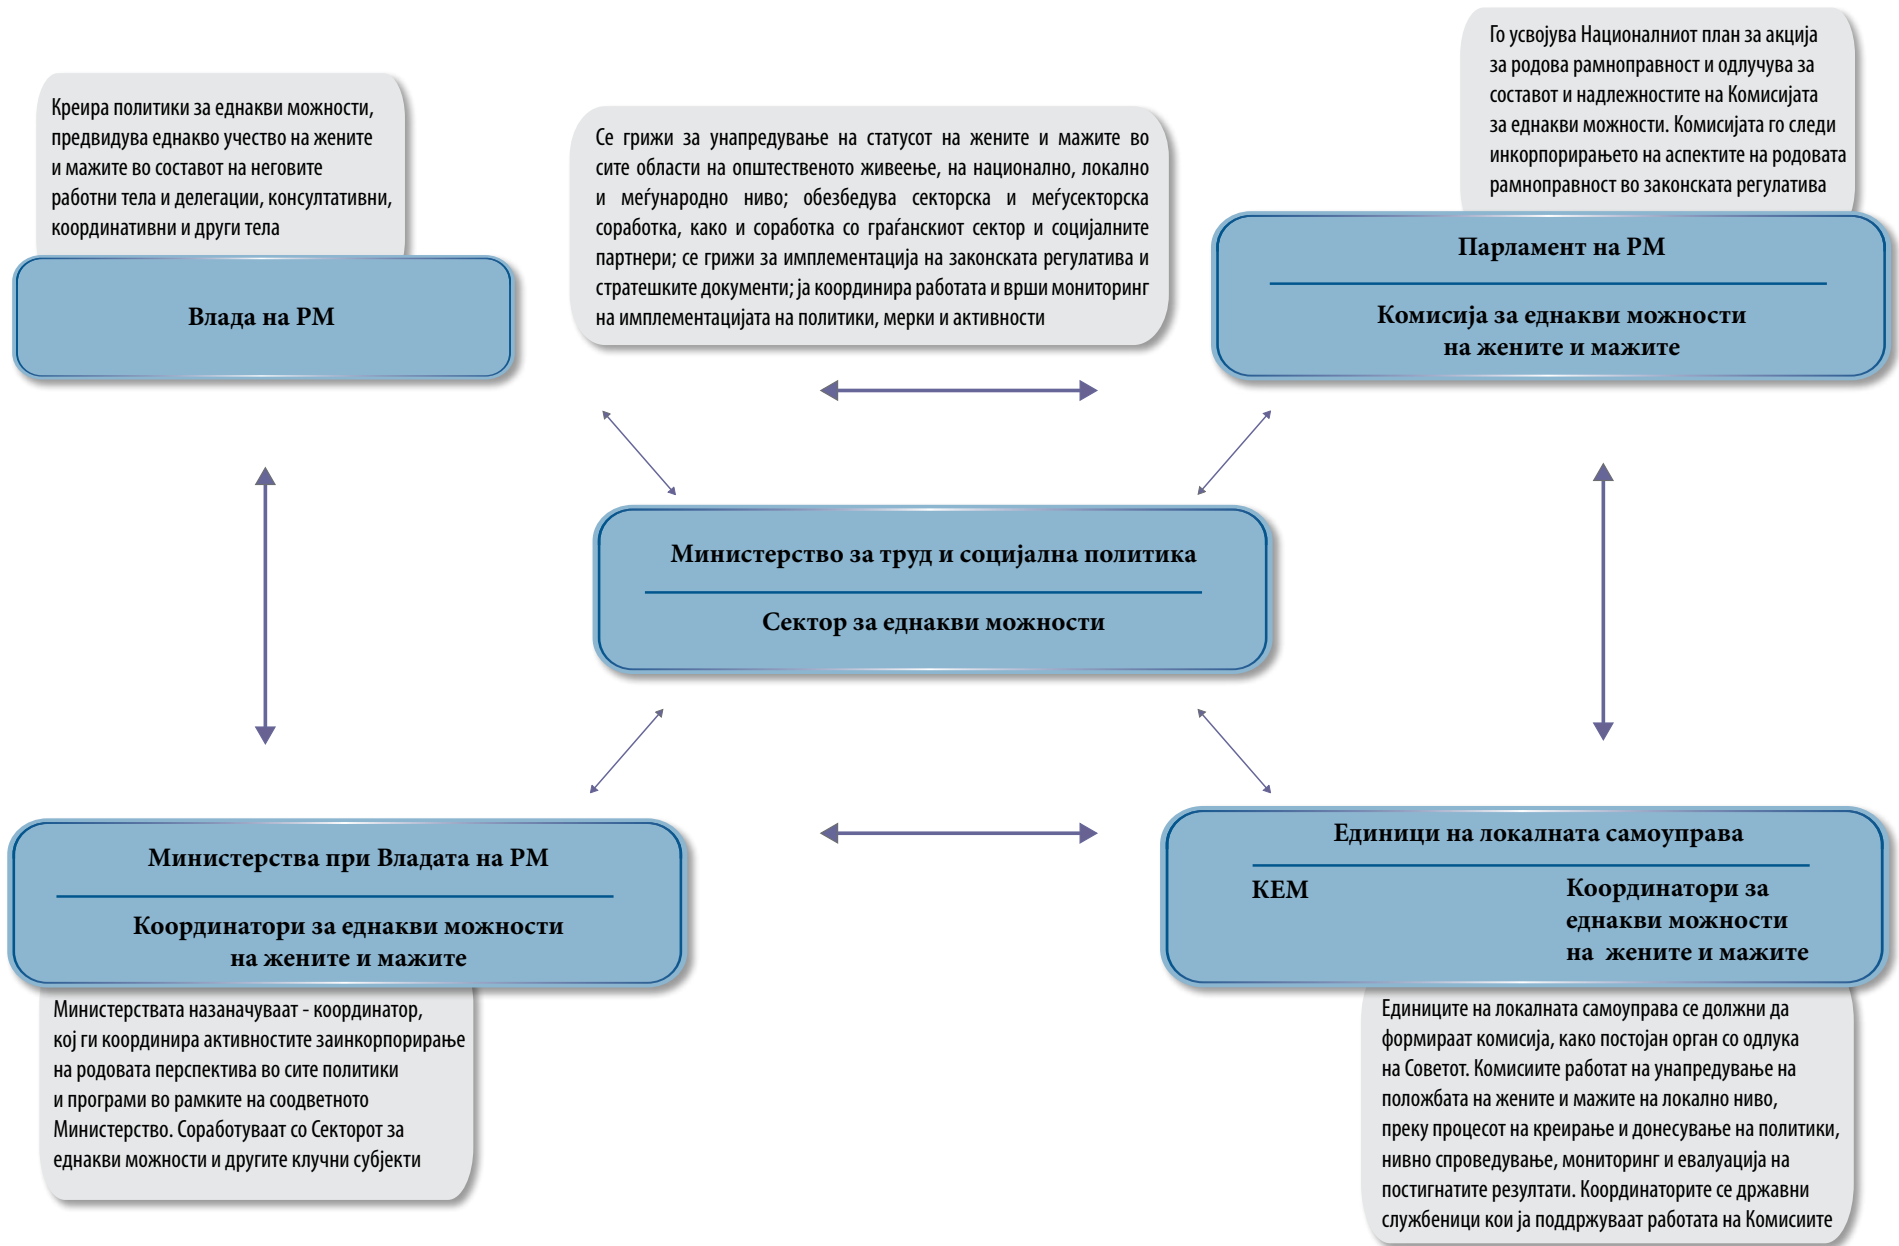 Креира политики за еднакви можности,
предвидува еднакво учество на жените
и мажите во составот на неговите
работни тела и делегации, консултативни,
координативни и други тела
Влада на РМ
Се грижи за унапредување на статусот на жените и мажите во
сите области на општественото живеење, на национално, локално
и меѓународно ниво; обезбедува секторска и меѓусекторска
соработка, како и соработка со граѓанскиот сектор и социјалните
партнери; се грижи за имплементација на законската регулатива и
стратешките документи; ја координира работата и врши мониторинг
на имплементацијата на политики, мерки и активности
Го усвојува Националниот план за акција
за родова рамноправност и одлучува за
составот и надлежностите на Комисијата
за еднакви можности. Комисијата го следи
инкорпорирањето на аспектите на родовата
рамноправност во законската регулатива
Парламент на РМ
Комисија за еднакви можности
на жените и мажите
Министерство за труд и социјална политика
Сектор за еднакви можности
Министерства при Владата на РМ
Координатори за еднакви можности
на жените и мажите
Министерствата назаначуваат - координатор,
кој ги координира активностите заинкорпорирање
на родовата перспектива во сите политики
и програми во рамките на соодветното
Министерство. Соработуваат со Секторот за
еднакви можности и другите клучни субјекти
Единици на локалната самоуправа
КЕМ
Координатори за
еднакви можности
на жените и мажите
Единиците на локалната самоуправа се должни да
формираат комисија, како постојан орган со одлука
на Советот. Комисиите работат на унапредување на
положбата на жените и мажите на локално ниво,
преку процесот на креирање и донесување на политики,
нивно спроведување, мониторинг и евалуација на
постигнатите резултати. Координаторите се државни
службеници кои ја поддржуваат работата на Комисиите